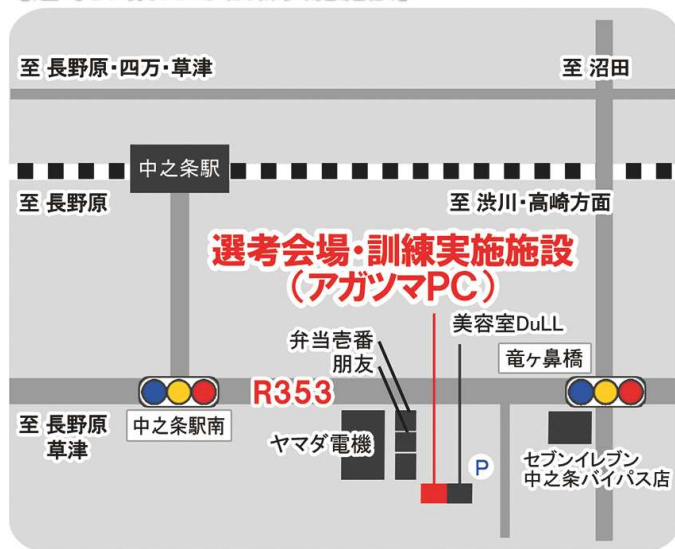 至 長野原・四万・草津
至 沼田
中之条駅
至 長野原
至 渋川・高崎方面
選考会場・訓練実施施設
（アガツマPC）
美容室DuLL
弁当壱番
朋友
竜ヶ鼻橋
R353
至 長野原
草津
中之条駅南
ヤマダ電機
P
セブンイレブン
中之条バイパス店